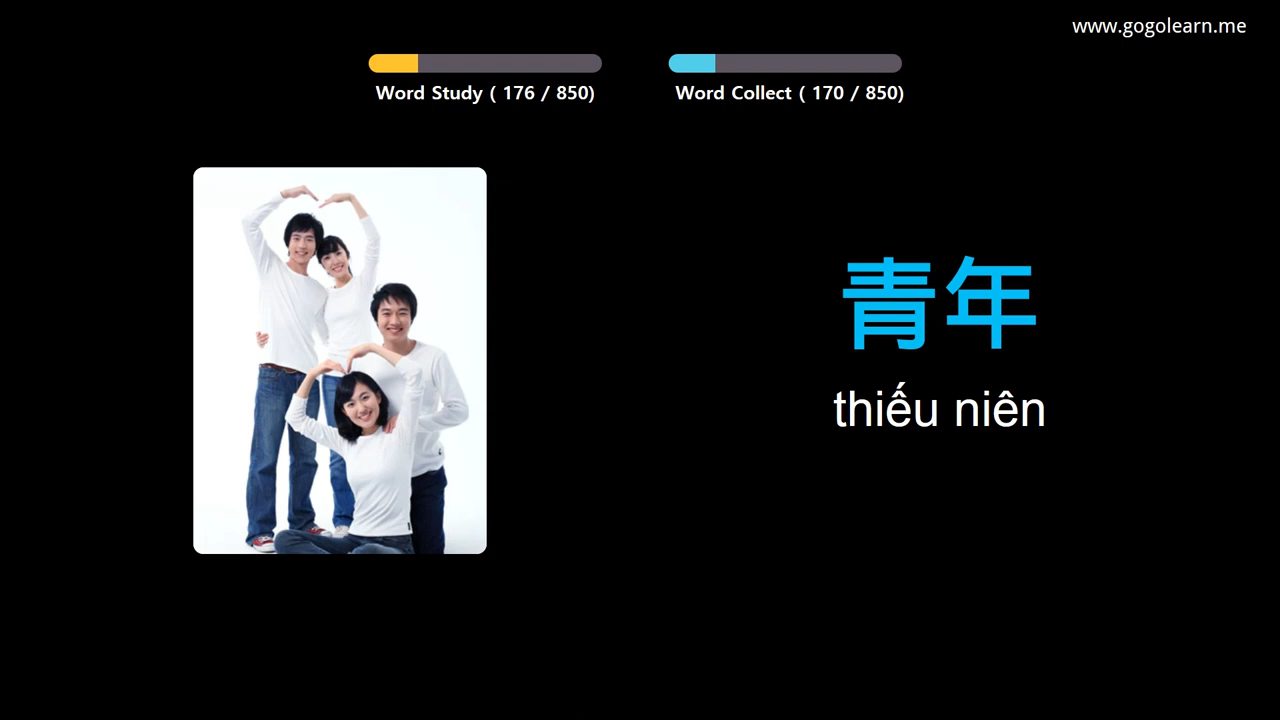 www.gogolearn.me
Word Study ( 176 / 850)
Word Collect ( 170 / 850)
青年
thiếu niên